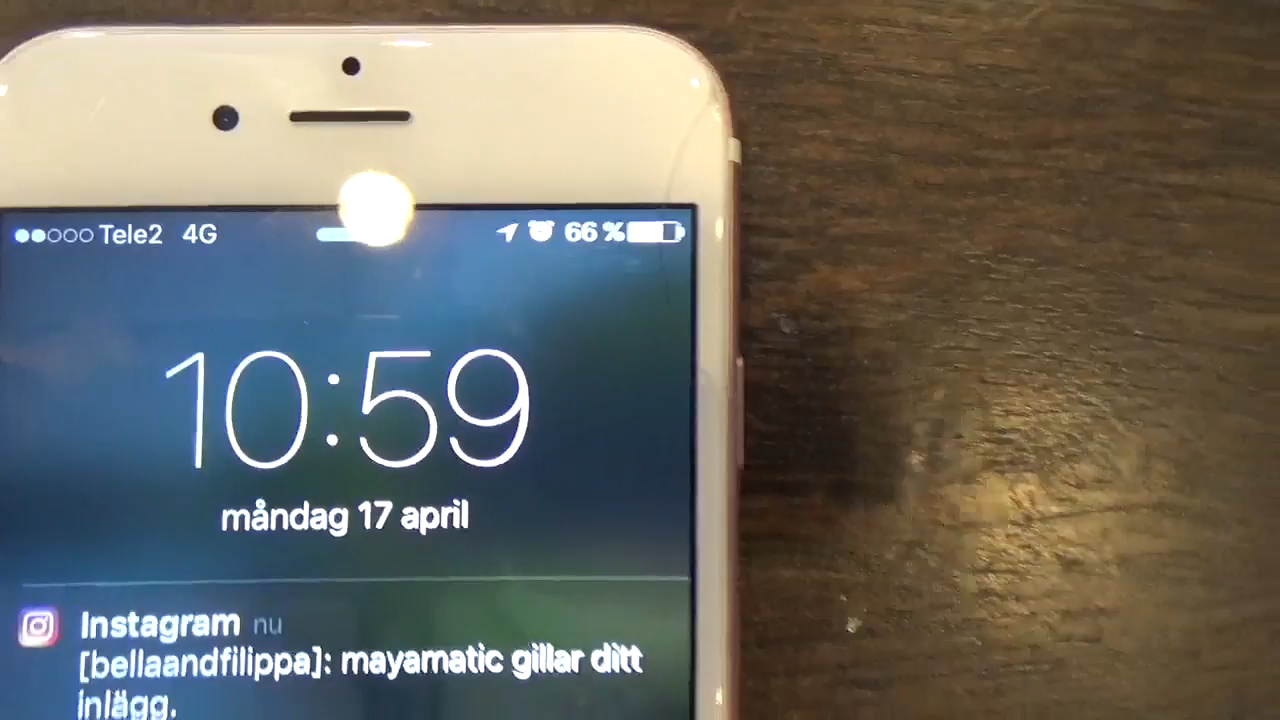 Tele2 4G 66 %
10:59
måndag 17 april
Instagram nu
[bellaandfilippa]: mayamatic gillar ditt
inlägg.